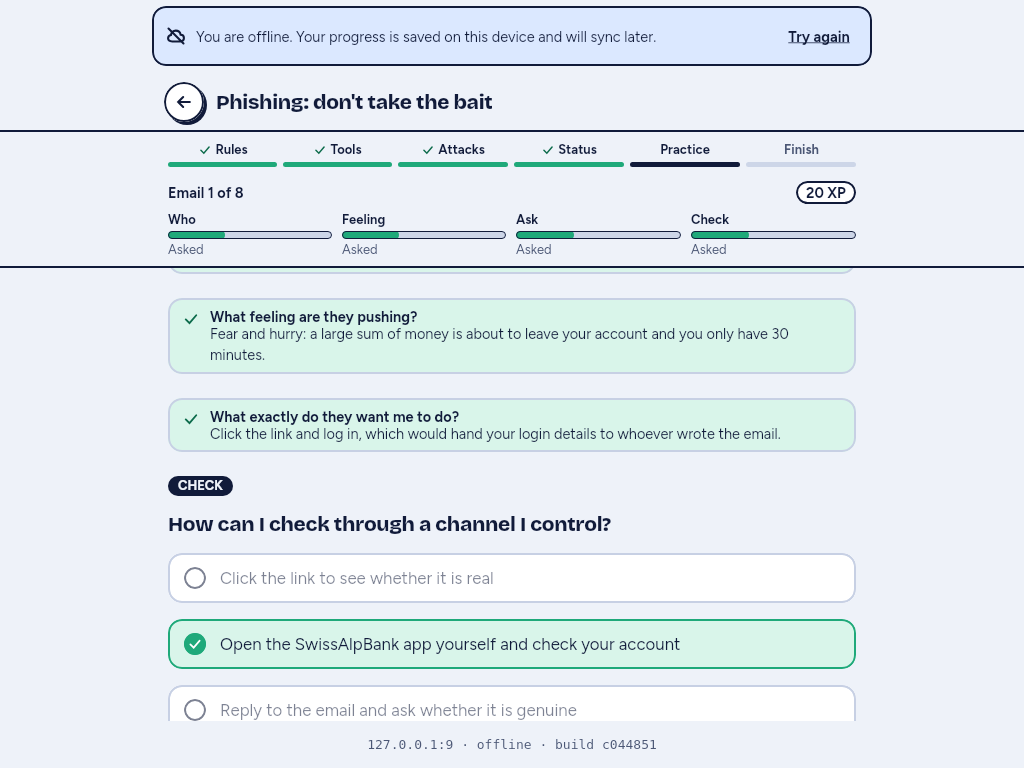 You are offline. Your progress is saved on this device and will sync later.
Try again
Phishing: don't take the bait
Rules
Tools
Attacks
Status
Practice
Finish
Email 1 of 8
20 XP
Who
Feeling
Ask
Check
Asked
Asked
Asked
Asked
What feeling are they pushing?
Fear and hurry: a large sum of money is about to leave your account and you only have 30
minutes.
What exactly do they want me to do?
Click the link and log in, which would hand your login details to whoever wrote the email.
CHECK
How can I check through a channel I control?
Click the link to see whether it is real
Open the SwissAlpBank app yourself and check your account
Reply to the email and ask whether it is genuine
127.0.0.1:9 · offline · build c044851